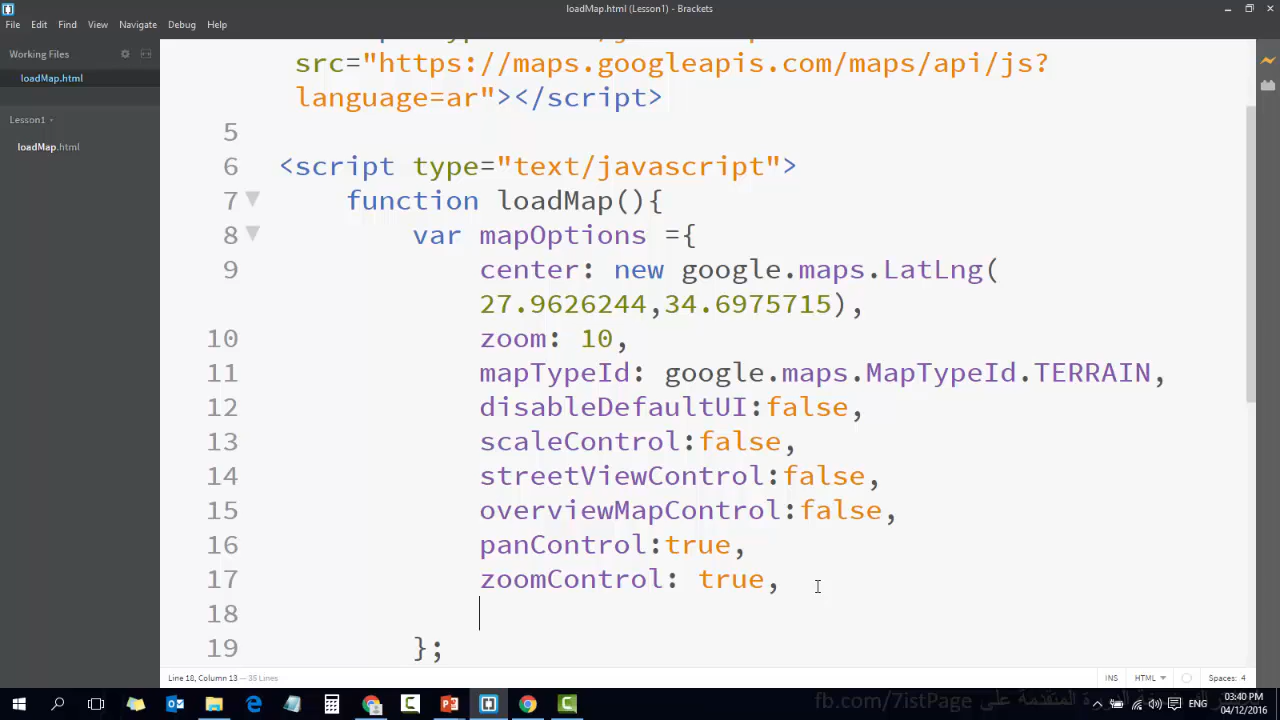 loadMap.html (Lesson1) - Brackets
File Edit Find View Navigate Debug Help
Working Files
loadMap.html
Lesson1
loadMap.html
src="https://maps.googleapis.com/maps/api/js?
language=ar"></script>
5
6 <script type="text/javascript">
7 function loadMap(){
8 var mapOptions ={
9 center: new google.maps.LatLng(
27.9626244,34.6975715),
10 zoom: 10,
11 mapTypeId: google.maps.MapTypeId.TERRAIN,
12 disableDefaultUI:false,
13 scaleControl:false,
14 streetViewControl:false,
15 overviewMapControl:false,
16 panControl:true,
17 zoomControl: true,
18
19 };
Line 18, Column 13 — 35 Lines
INS HTML Spaces: 4
fb.com/7istPage
ENG
03:40 PM
04/12/2016